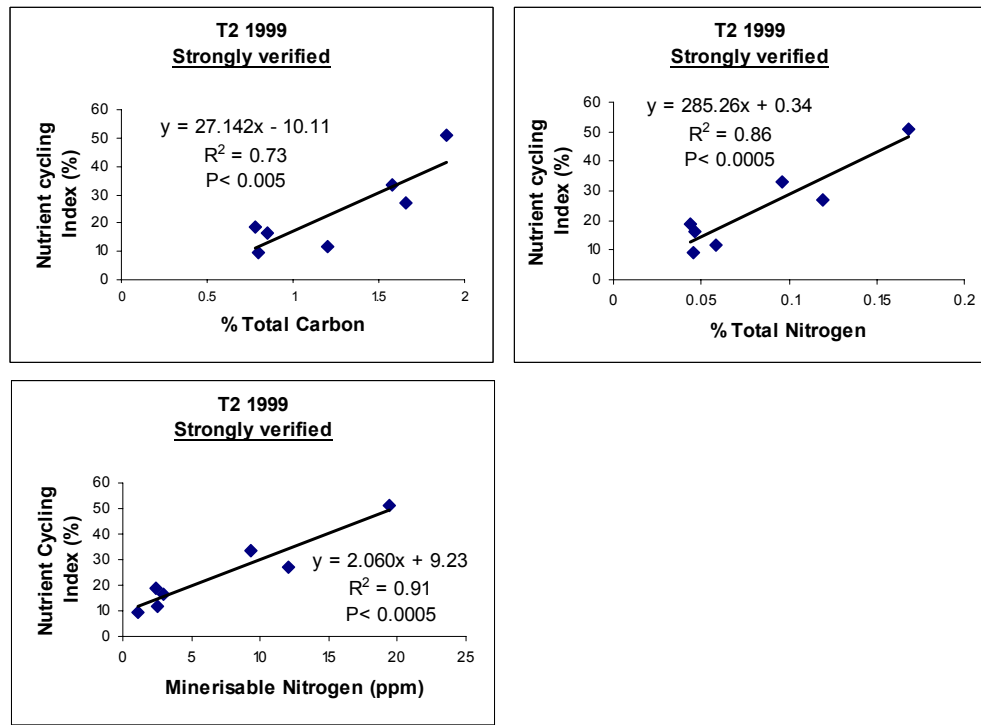 T2 1999
Strongly verified
y = 27.142x - 10.11
R² = 0.73
P< 0.005
Nutrient cycling
Index (%)
60
50
40
30
20
10
0
0 0.5 1 1.5 2
% Total Carbon
T2 1999
Strongly verified
y = 285.26x + 0.34
R² = 0.86
P< 0.0005
Nutrient cycling
Index (%)
60
50
40
30
20
10
0
0 0.05 0.1 0.15 0.2
% Total Nitrogen
T2 1999
Strongly verified
Nutrient Cycling
Index (%)
60
50
40
30
20
10
0
y = 2.060x + 9.23
R² = 0.91
P< 0.0005
0 5 10 15 20 25
Minerisable Nitrogen (ppm)